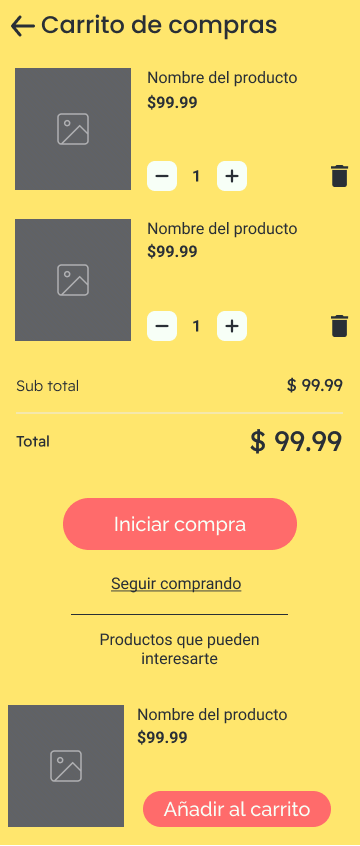 Carrito de compras
Nombre del producto
$99.99
1
Nombre del producto
$99.99
1
Sub total
$ 99.99
Total
$ 99.99
Iniciar compra
Seguir comprando
Productos que pueden
interesarte
Nombre del producto
$99.99
Añadir al carrito